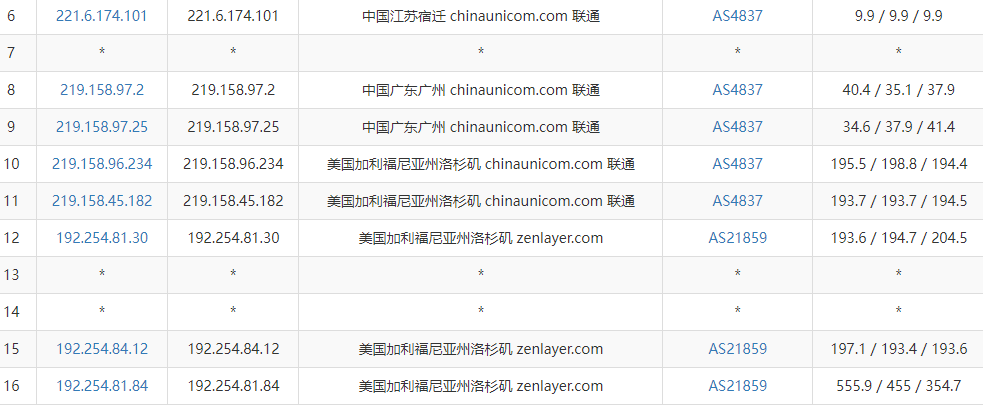 6 221.6.174.101 221.6.174.101 中国江苏宿迁 chinaunicom.com 联通 AS4837 9.9 / 9.9 / 9.9
7 * * * * *
8 219.158.97.2 219.158.97.2 中国广东广州 chinaunicom.com 联通 AS4837 40.4 / 35.1 / 37.9
9 219.158.97.25 219.158.97.25 中国广东广州 chinaunicom.com 联通 AS4837 34.6 / 37.9 / 41.4
10 219.158.96.234 219.158.96.234 美国加利福尼亚州洛杉矶 chinaunicom.com 联通 AS4837 195.5 / 198.8 / 194.4
11 219.158.45.182 219.158.45.182 美国加利福尼亚州洛杉矶 chinaunicom.com 联通 AS4837 193.7 / 193.7 / 194.5
12 192.254.81.30 192.254.81.30 美国加利福尼亚州洛杉矶 zenlayer.com AS21859 193.6 / 194.7 / 204.5
13 * * * * *
14 * * * * *
15 192.254.84.12 192.254.84.12 美国加利福尼亚州洛杉矶 zenlayer.com AS21859 197.1 / 193.4 / 193.6
16 192.254.81.84 192.254.81.84 美国加利福尼亚州洛杉矶 zenlayer.com AS21859 555.9 / 455 / 354.7